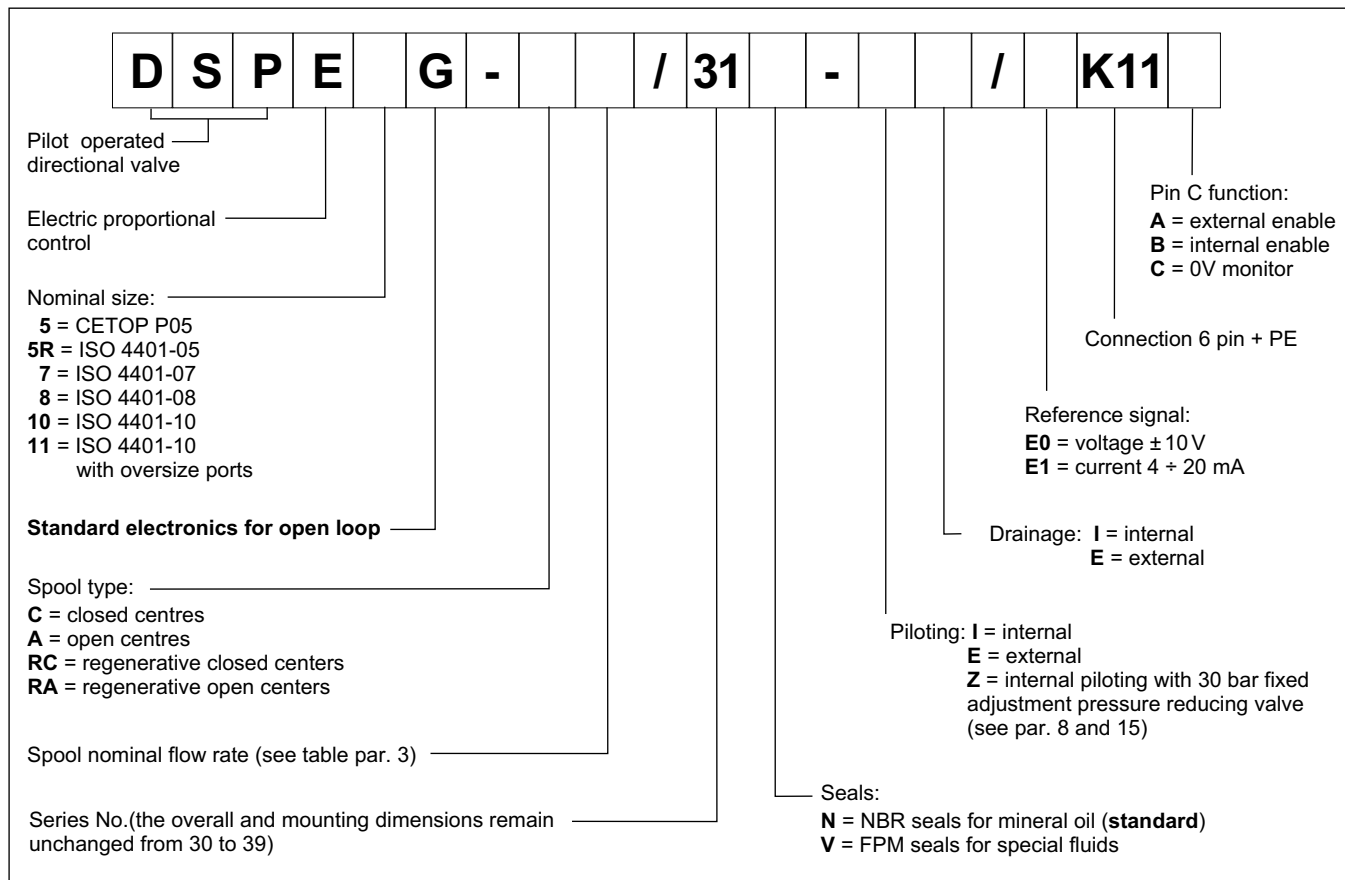 D S P E G - / 31 - / K11
Pilot operated
directional valve
Electric proportional
control
Nominal size:
5 = CETOP P05
5R = ISO 4401-05
7 = ISO 4401-07
8 = ISO 4401-08
10 = ISO 4401-10
11 = ISO 4401-10
with oversize ports
Standard electronics for open loop
Spool type:
C = closed centres
A = open centres
RC = regenerative closed centers
RA = regenerative open centers
Spool nominal flow rate (see table par. 3)
Series No.(the overall and mounting dimensions remain
unchanged from 30 to 39)
Pin C function:
A = external enable
B = internal enable
C = 0V monitor
Connection 6 pin + PE
Reference signal:
E0 = voltage ± 10 V
E1 = current 4 ÷ 20 mA
Drainage: I = internal
E = external
Piloting: I = internal
E = external
Z = internal piloting with 30 bar fixed
adjustment pressure reducing valve
(see par. 8 and 15)
Seals:
N = NBR seals for mineral oil (standard)
V = FPM seals for special fluids